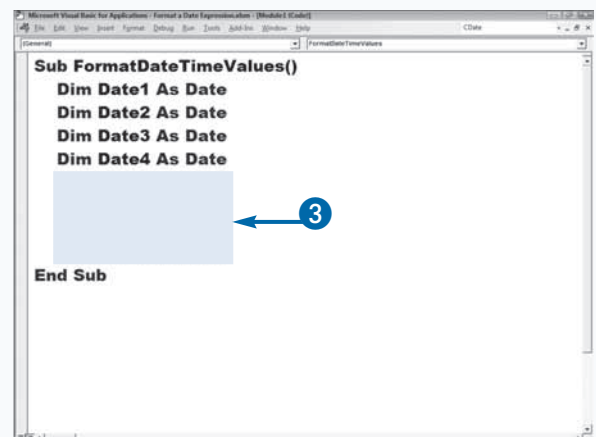 Microsoft Visual Basic for Applications - Format a Date Expression.xlsm - [Module1 (Code)]
File Edit View Insert Format Debug Run Tools Add-Ins Window Help CDate
(General) FormatDateTimeValues
Sub FormatDateTimeValues()
Dim Date1 As Date
Dim Date2 As Date
Dim Date3 As Date
Dim Date4 As Date
3
End Sub